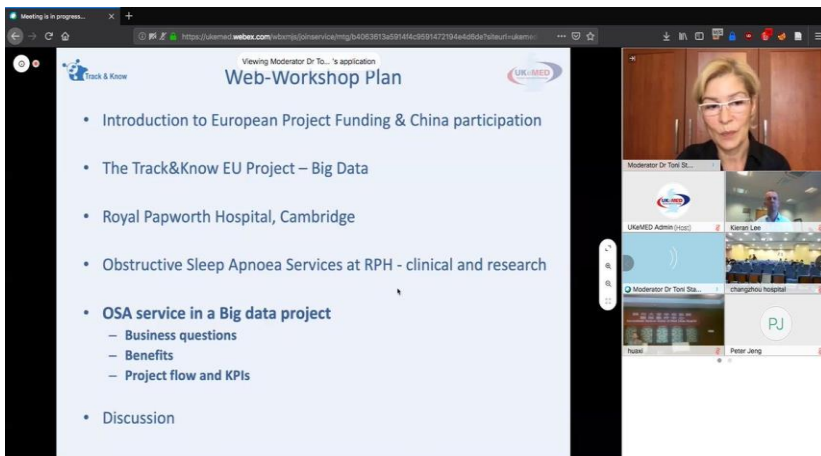 Meeting is in progress...
https://ukemed.webex.com/wbxmjs/joinservice/mtg/
Viewing Moderator Dr To... 's application
Track & Know
Web-Workshop Plan
UKeMED
• Introduction to European Project Funding & China participation
• The Track&Know EU Project – Big Data
• Royal Papworth Hospital, Cambridge
• Obstructive Sleep Apnoea Services at RPH - clinical and research
• OSA service in a Big data project
– Business questions
– Benefits
– Project flow and KPIs
• Discussion
Moderator Dr Toni St...
UKeMED
UKeMED Admin (Host)
Kieran Lee
Moderator Dr Toni Sta...
changzhou hospital
huaxi
PJ
Peter Jeng